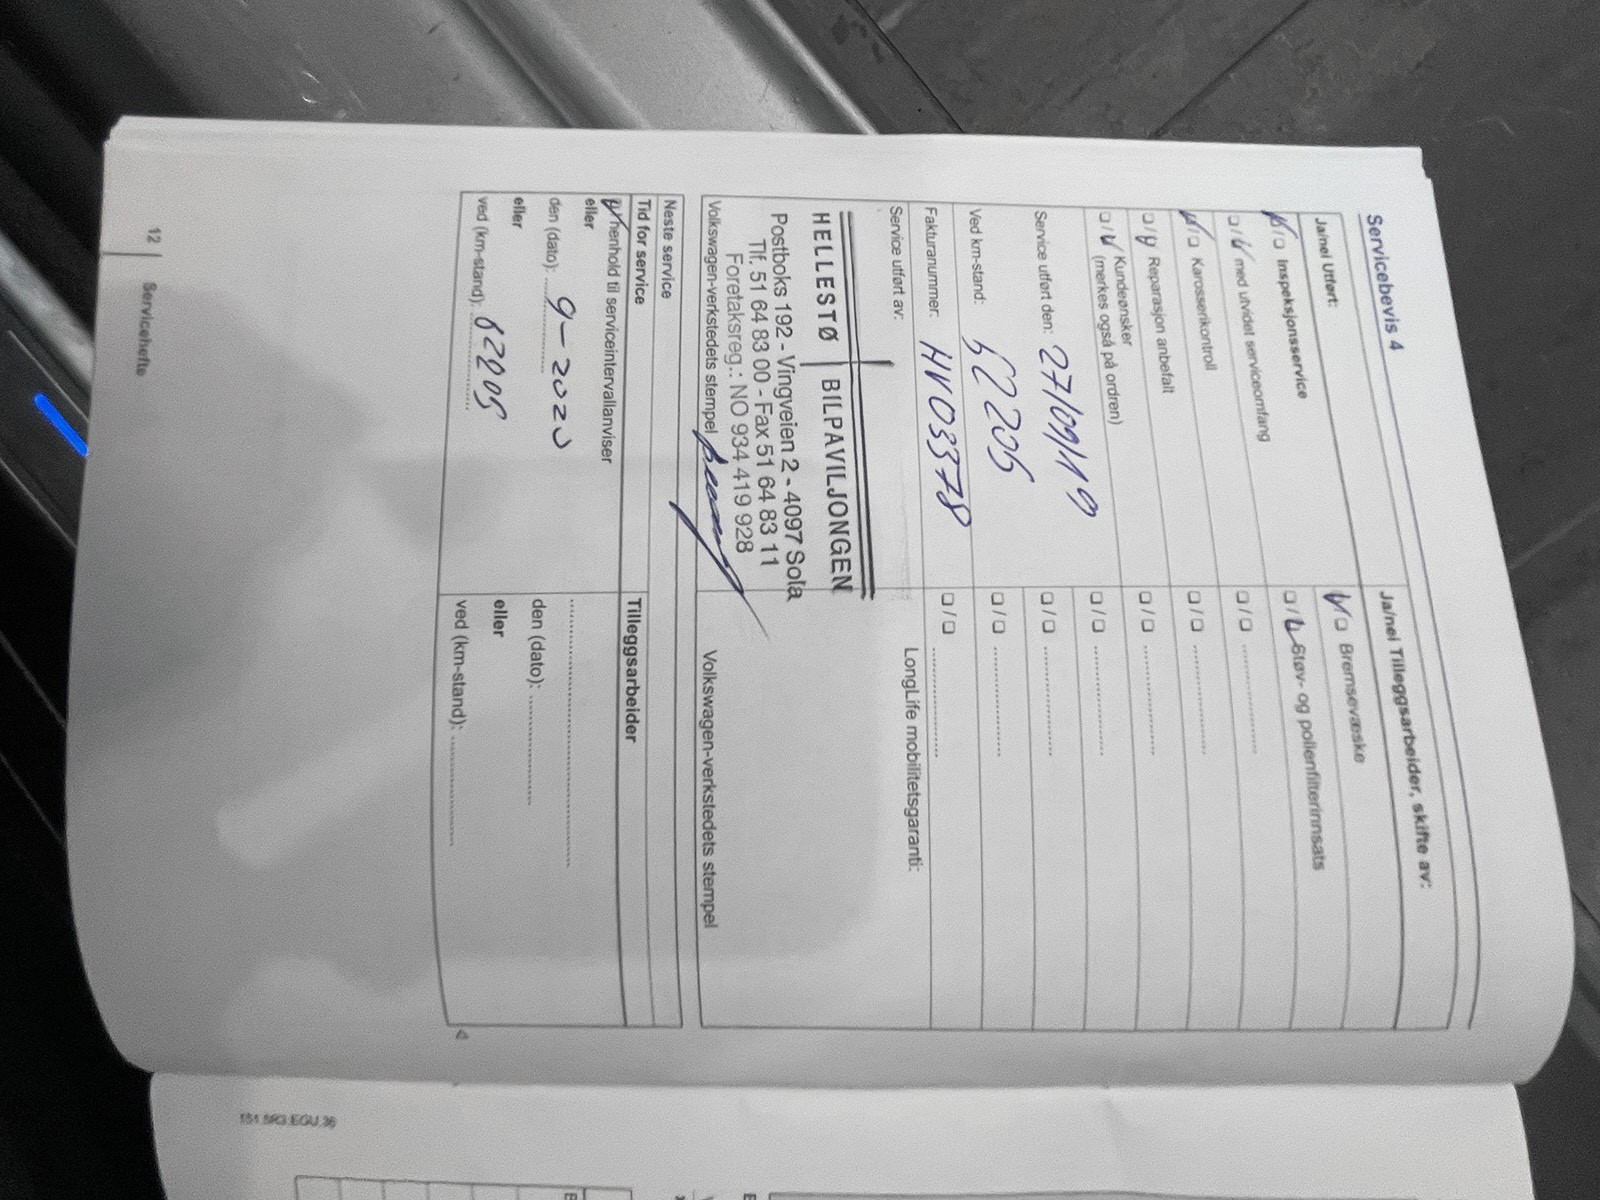 Servicebevis 4
Ja/nei Utført:
Inspeksjonsservice
med utvidet serviceomfang
Karosserikontroll
Reparasjon anbefalt
Kundeønsker
(merkes også på ordren)
Service utført den: 27/09/19
Ved km-stand: 62205
Fakturanummer: HV03378
Service utført av:
HELLESTØ BILPAVILJONGEN
Postboks 192 - Vingveien 2 - 4097 Sola
Tlf. 51 64 83 00 - Fax 51 64 83 11
Foretaksreg.: NO 934 419 928
Volkswagen-verkstedets stempel
Ja/nei Tilleggsarbeider, skifte av:
Bremsevæske
Støv- og pollenfilterinnsats
LongLife mobilitetsgaranti:
Volkswagen-verkstedets stempel
Neste service
Tid for service
I henhold til serviceintervallanviser
eller
den (dato): 9-2020
eller
ved (km-stand): 82205
Tilleggsarbeider
den (dato):
eller
ved (km-stand):
12 Servicehefte
151.5R3.EGU.36